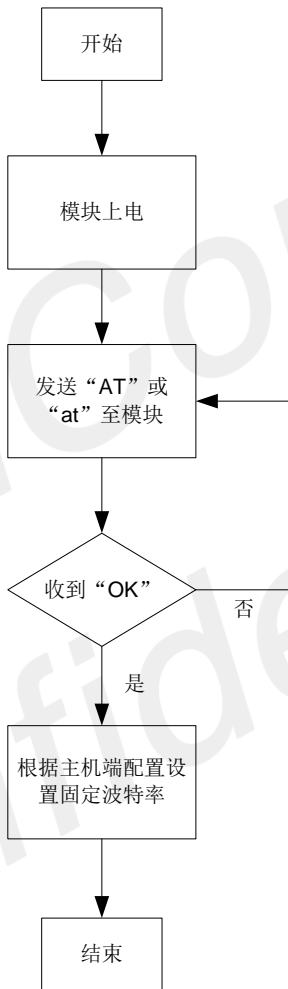 开始
模块上电
发送“AT”或
“at”至模块
收到“OK”
否
是
根据主机端配置设
置固定波特率
结束